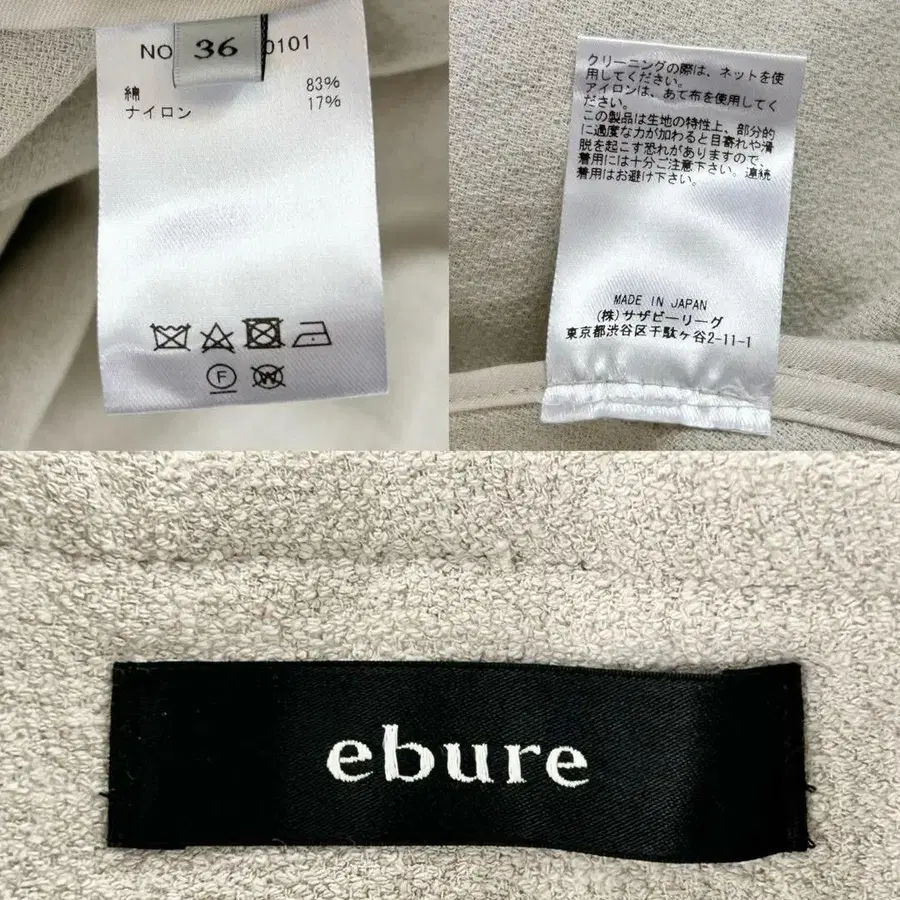 NO 0101
36
綿 83%
ナイロン 17%
F
W
クリーニングの際は、ネットを使
用してください。
アイロンは、あて布を使用してく
ださい。
この製品は生地の特性上、部分的
に過度な力が加わると目寄れや滑
脱を起こす恐れがありますので、
着用には十分ご注意下さい。連続
着用はお避け下さい。
MADE IN JAPAN
(株)サザビーリーグ
東京都渋谷区千駄ヶ谷2-11-1
ebure